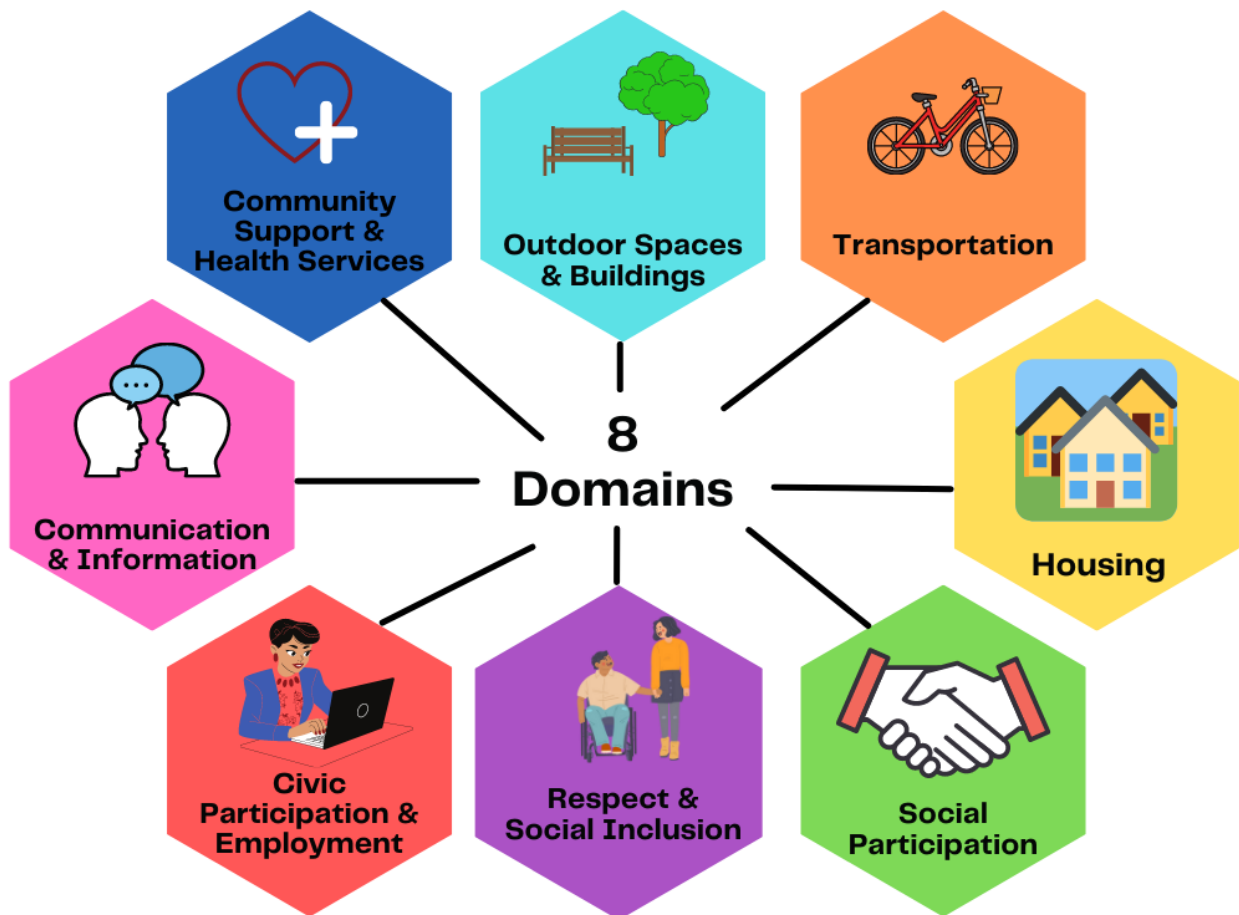 Community
Support &
Health Services
Outdoor Spaces
& Buildings
Transportation
Communication
& Information
8
Domains
Housing
Civic
Participation &
Employment
Respect &
Social Inclusion
Social
Participation